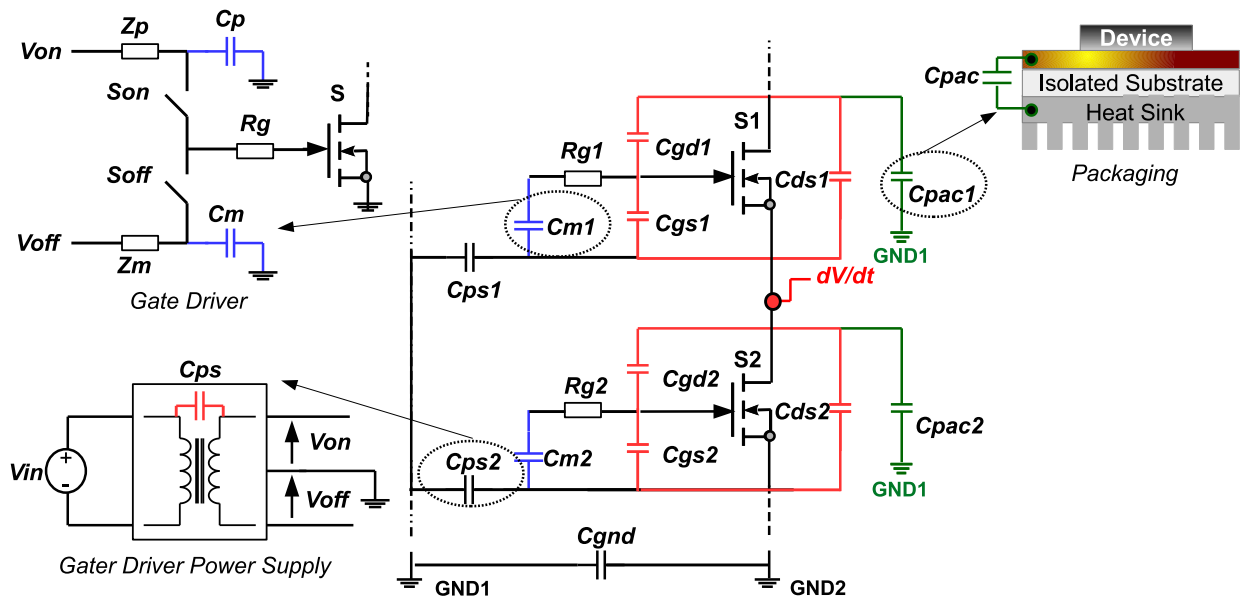 Zp
Cp
Von
Son
Rg
S
Soff
Cm
Voff
Zm
Gate Driver
Cps
Vin
+
-
Von
Voff
Gater Driver Power Supply
Rg1
Cgd1
S1
Cds1
Cm1
Cgs1
Cps1
Cpac1
GND1
dV/dt
Rg2
Cgd2
S2
Cds2
Cps2
Cm2
Cgs2
Cpac2
GND1
Cgnd
GND1
GND2
Device
Cpac
Isolated Substrate
Heat Sink
Packaging